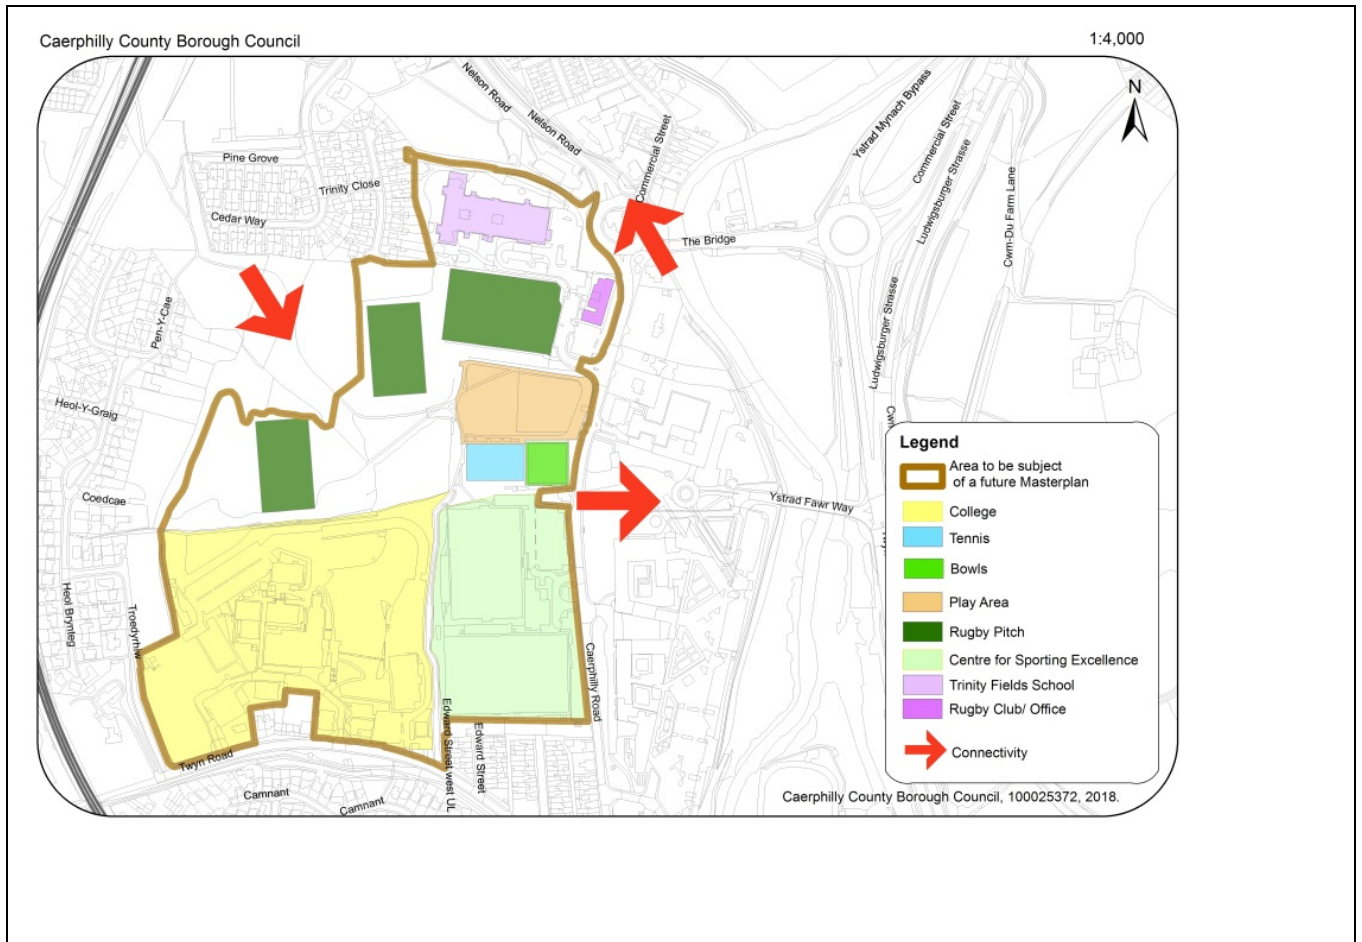 Caerphilly County Borough Council
1:4,000
N
Nelson Road
Nelson Road
Commercial Street
Ystrad Mynach Bypass
Commercial Street
Ludwigsburger Strasse
Cwm-Du Farm Lane
Pine Grove
Trinity Close
Cedar Way
The Bridge
Pen-Y-Cae
Ludwigsburger Strasse
Heol-Y-Graig
Coedcae
Ystrad Fawr Way
Heol Brynteg
Troedyrhiw
Caerphilly Road
Edward Street west UL
Edward Street
Twyn Road
Camnant
Camnant
Legend
Area to be subject
of a future Masterplan
College
Tennis
Bowls
Play Area
Rugby Pitch
Centre for Sporting Excellence
Trinity Fields School
Rugby Club/ Office
Connectivity
Caerphilly County Borough Council, 100025372, 2018.